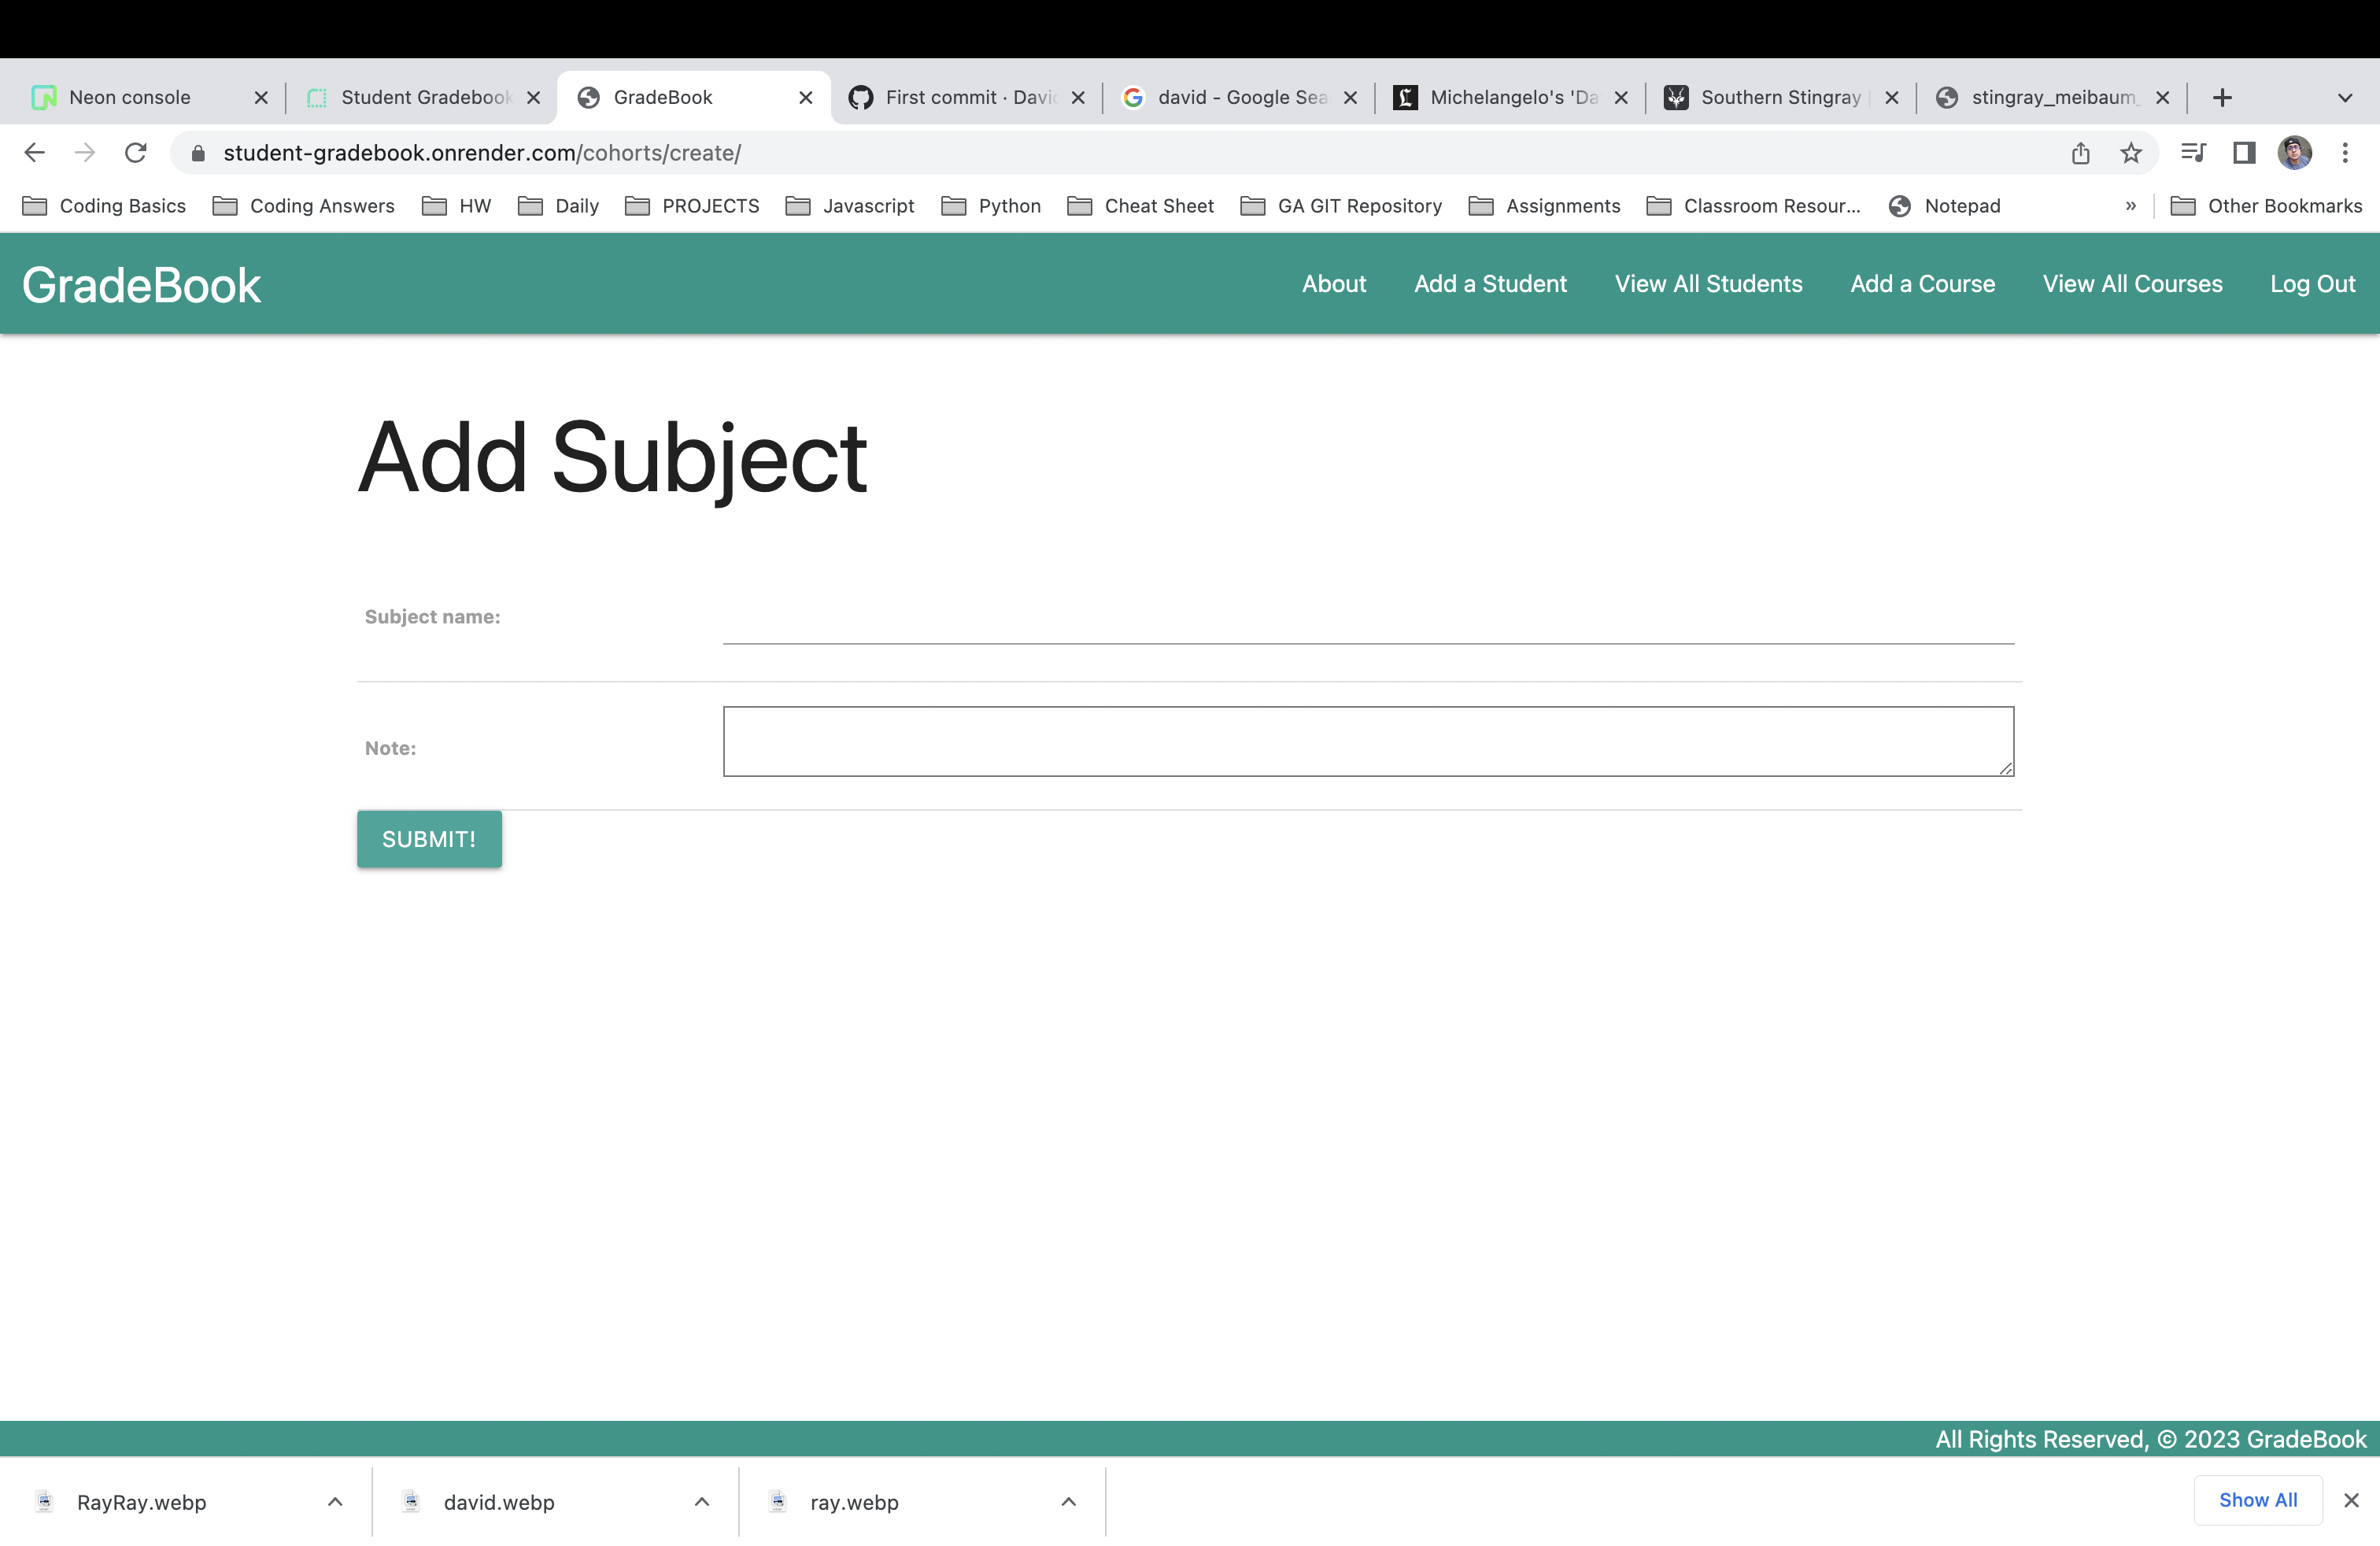 Neon console
Student Gradebook
GradeBook
First commit · Davi
david - Google Sea
Michelangelo's 'Da
Southern Stingray
stingray_meibaum_
student-gradebook.onrender.com/cohorts/create/
Coding Basics
Coding Answers
HW
Daily
PROJECTS
Javascript
Python
Cheat Sheet
GA GIT Repository
Assignments
Classroom Resour...
Notepad
»
Other Bookmarks
GradeBook
About
Add a Student
View All Students
Add a Course
View All Courses
Log Out
Add Subject
Subject name:
Note:
SUBMIT!
All Rights Reserved, © 2023 GradeBook
RayRay.webp
david.webp
ray.webp
Show All